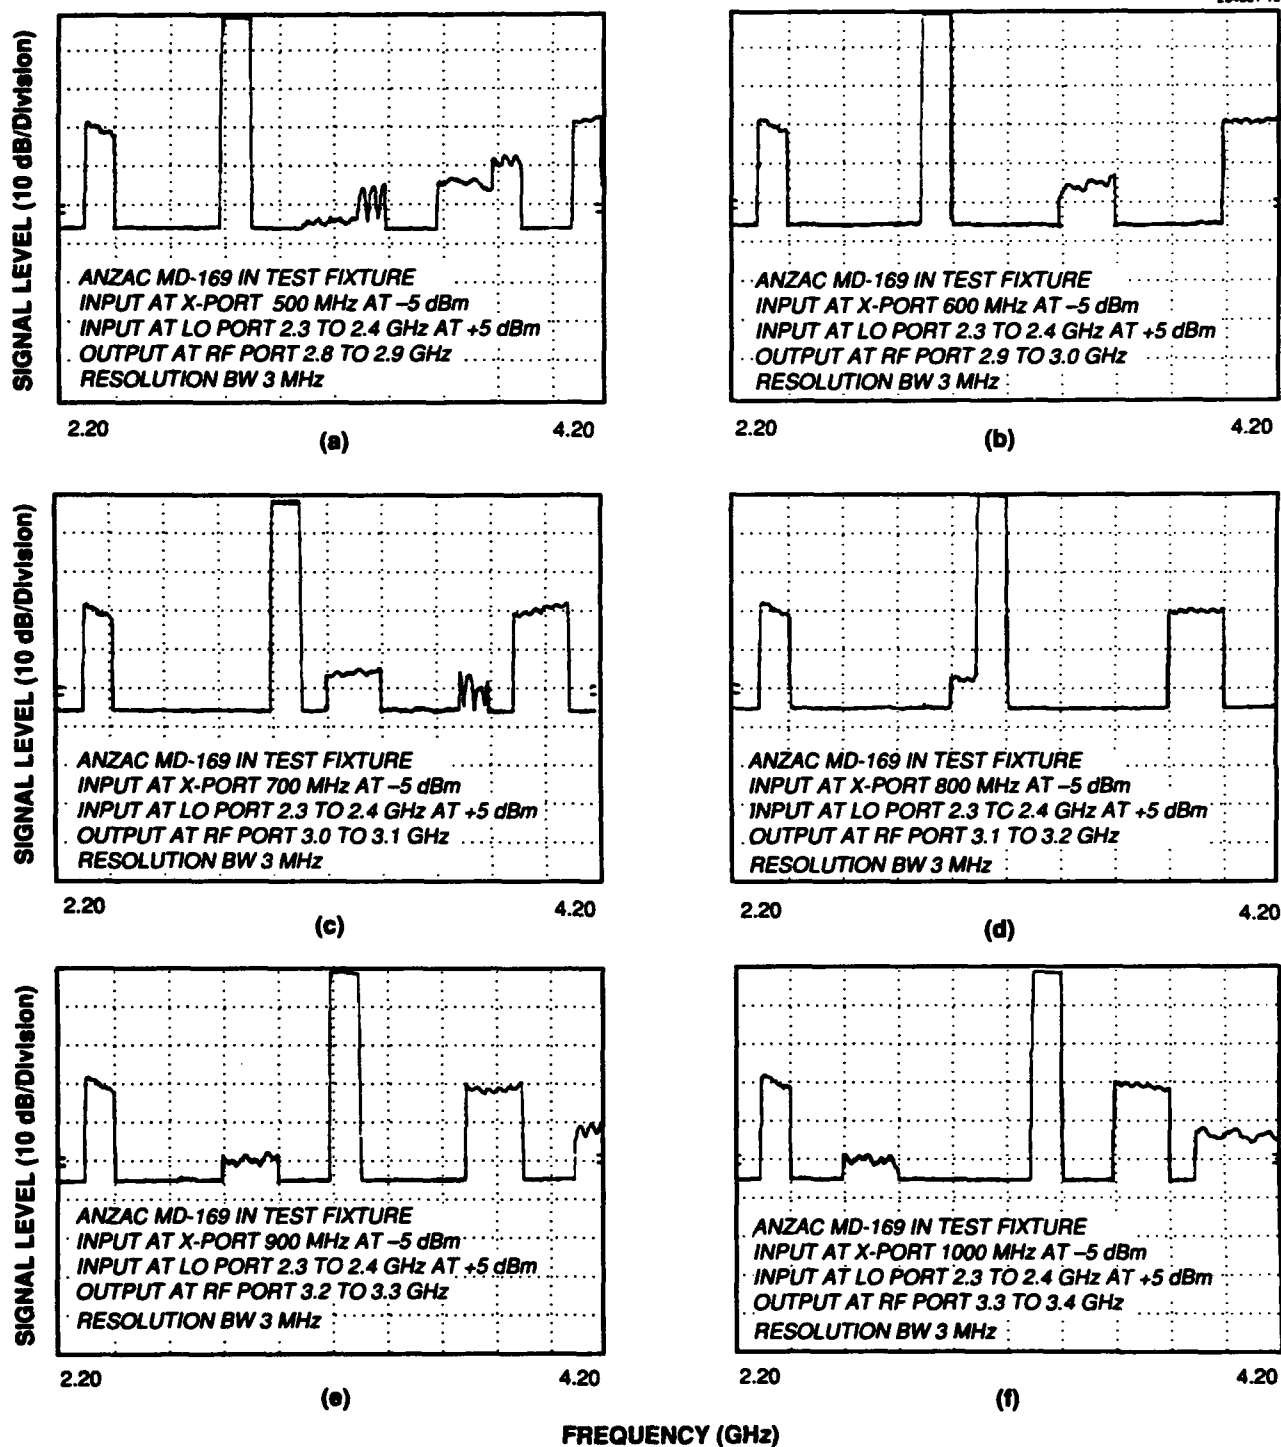 SIGNAL LEVEL (10 dB/Division)
ANZAC MD-169 IN TEST FIXTURE
INPUT AT X-PORT 500 MHz AT –5 dBm
INPUT AT LO PORT 2.3 TO 2.4 GHz AT +5 dBm
OUTPUT AT RF PORT 2.8 TO 2.9 GHz
RESOLUTION BW 3 MHz
2.20
4.20
(a)
ANZAC MD-169 IN TEST FIXTURE
INPUT AT X-PORT 600 MHz AT –5 dBm
INPUT AT LO PORT 2.3 TO 2.4 GHz AT +5 dBm
OUTPUT AT RF PORT 2.9 TO 3.0 GHz
RESOLUTION BW 3 MHz
2.20
4.20
(b)
SIGNAL LEVEL (10 dB/Division)
ANZAC MD-169 IN TEST FIXTURE
INPUT AT X-PORT 700 MHz AT –5 dBm
INPUT AT LO PORT 2.3 TO 2.4 GHz AT +5 dBm
OUTPUT AT RF PORT 3.0 TO 3.1 GHz
RESOLUTION BW 3 MHz
2.20
4.20
(c)
ANZAC MD-169 IN TEST FIXTURE
INPUT AT X-PORT 800 MHz AT –5 dBm
INPUT AT LO PORT 2.3 TO 2.4 GHz AT +5 dBm
OUTPUT AT RF PORT 3.1 TO 3.2 GHz
RESOLUTION BW 3 MHz
2.20
4.20
(d)
SIGNAL LEVEL (10 dB/Division)
ANZAC MD-169 IN TEST FIXTURE
INPUT AT X-PORT 900 MHz AT –5 dBm
INPUT AT LO PORT 2.3 TO 2.4 GHz AT +5 dBm
OUTPUT AT RF PORT 3.2 TO 3.3 GHz
RESOLUTION BW 3 MHz
2.20
4.20
(e)
ANZAC MD-169 IN TEST FIXTURE
INPUT AT X-PORT 1000 MHz AT –5 dBm
INPUT AT LO PORT 2.3 TO 2.4 GHz AT +5 dBm
OUTPUT AT RF PORT 3.3 TO 3.4 GHz
RESOLUTION BW 3 MHz
2.20
4.20
(f)
FREQUENCY (GHz)